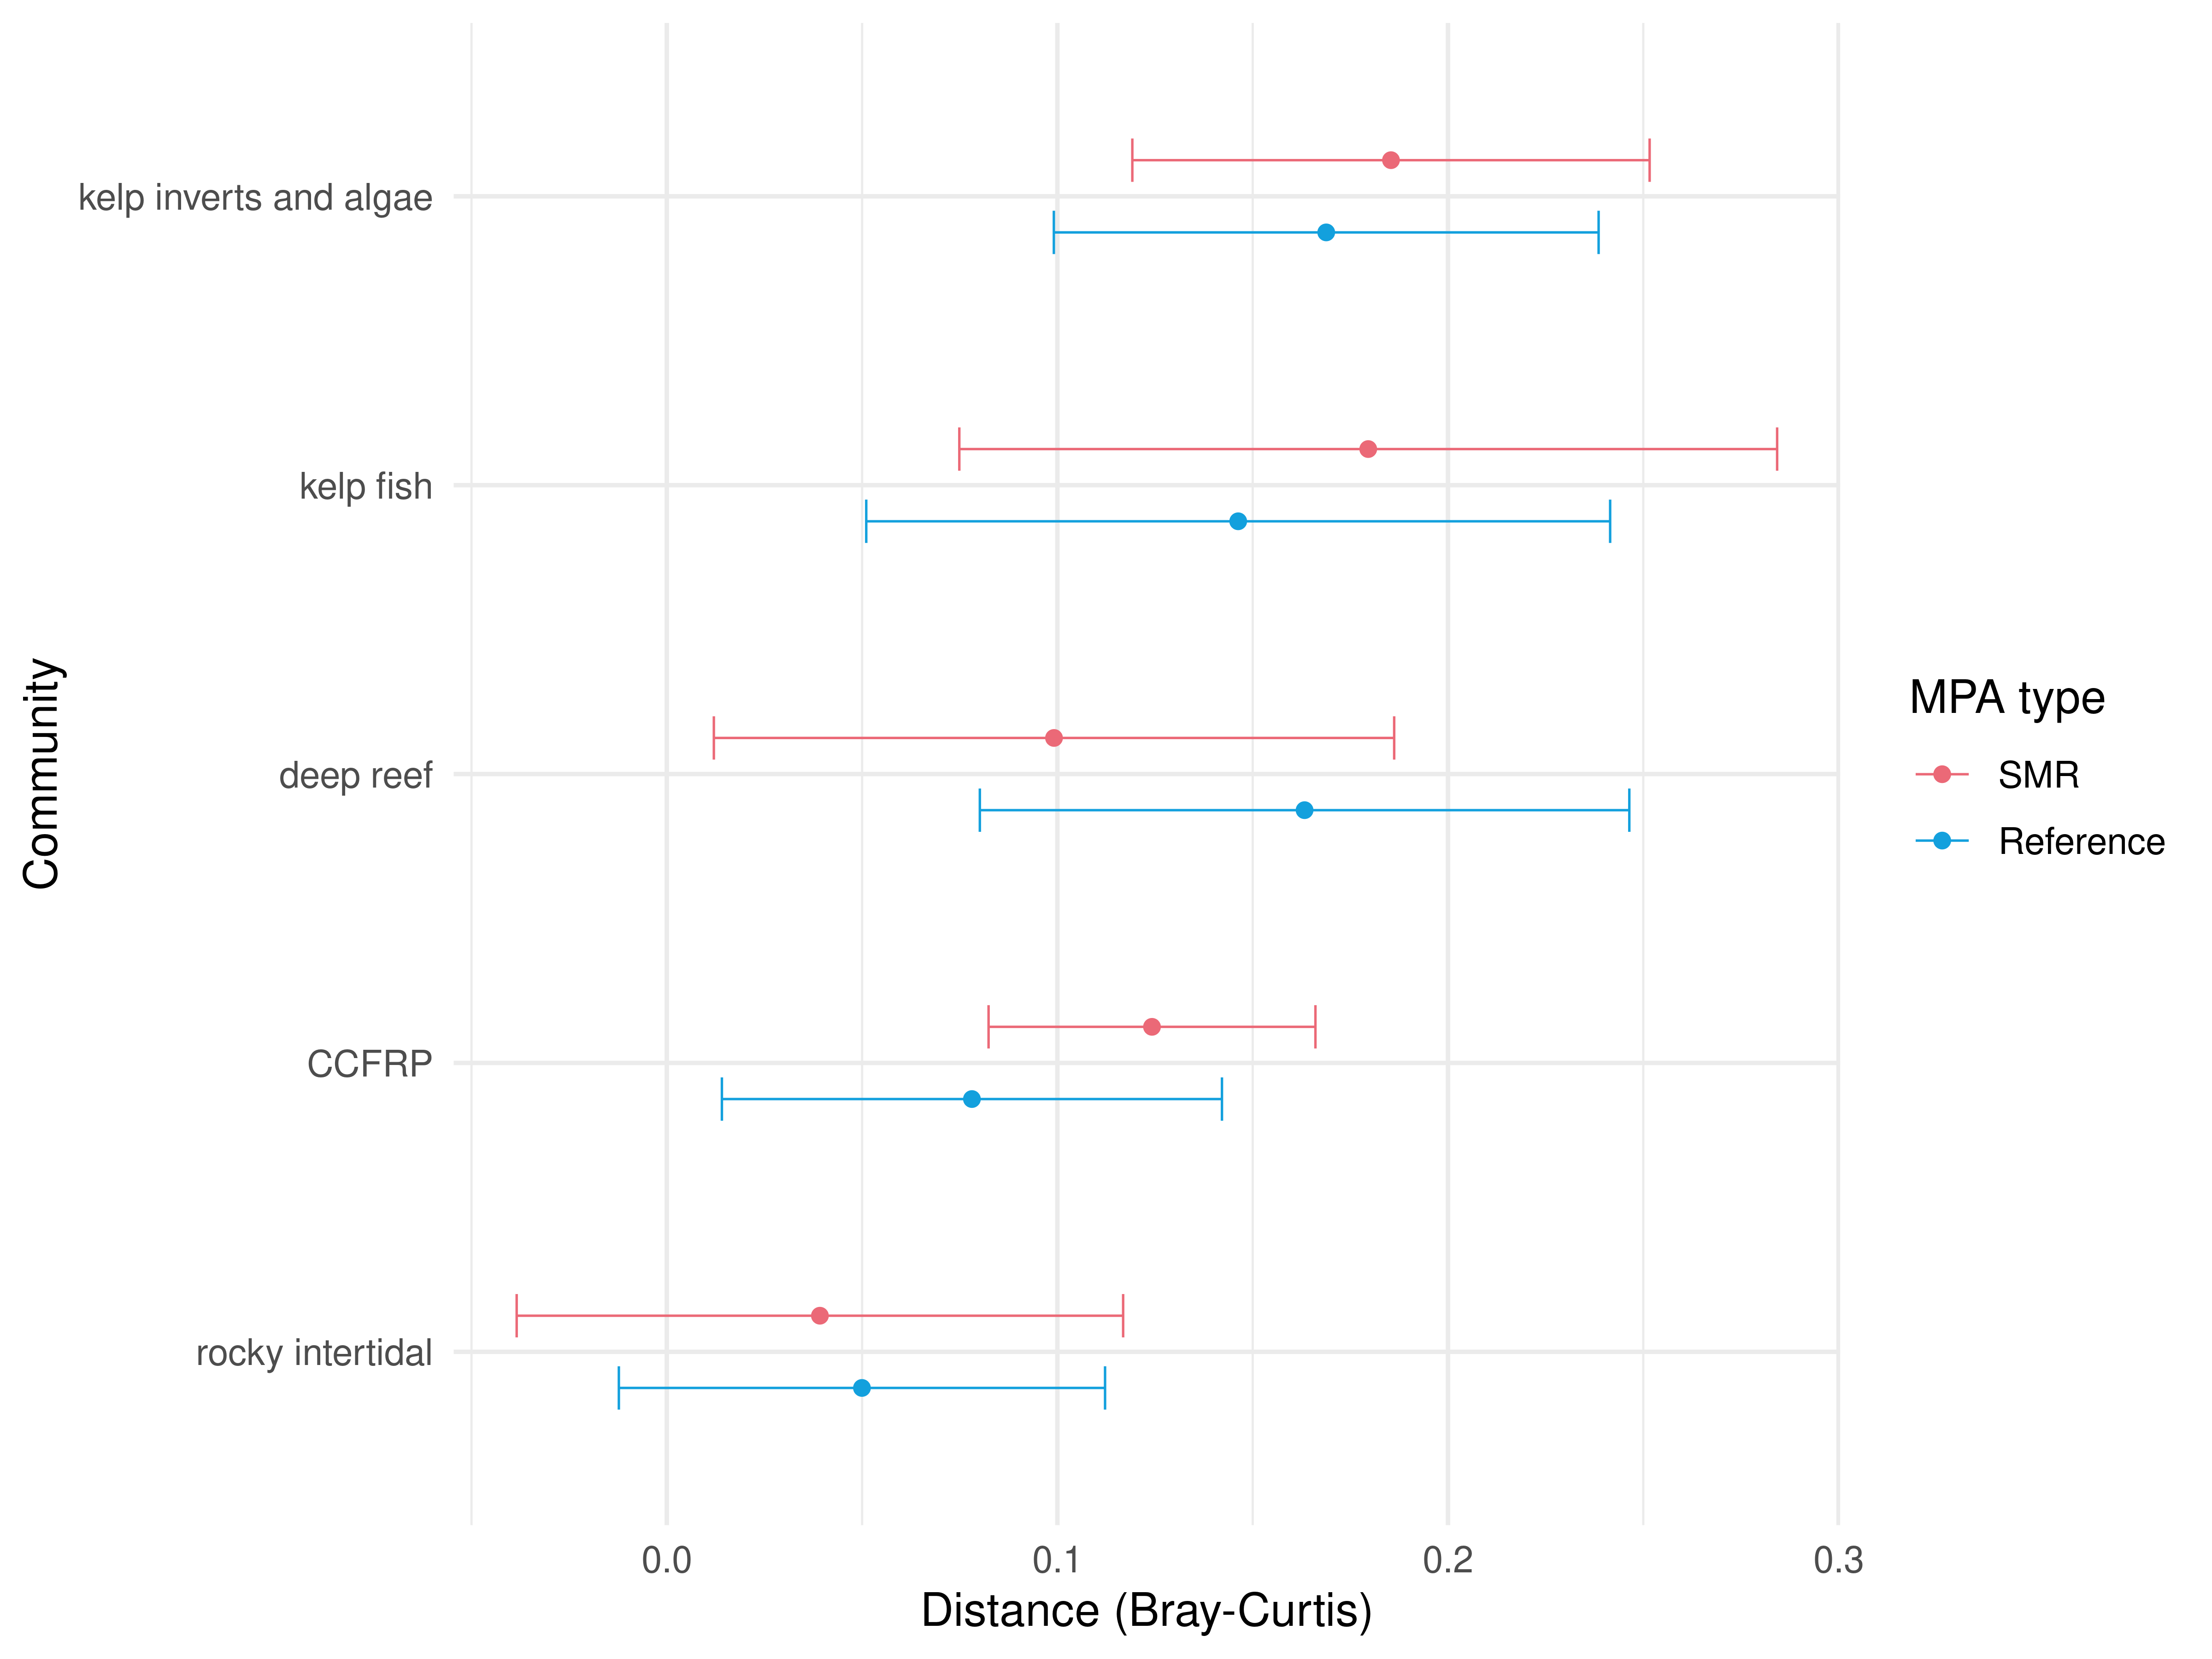 Community
kelp inverts and algae
kelp fish
deep reef
CCFRP
rocky intertidal
0.0
0.1
0.2
0.3
Distance (Bray-Curtis)
MPA type
SMR
Reference